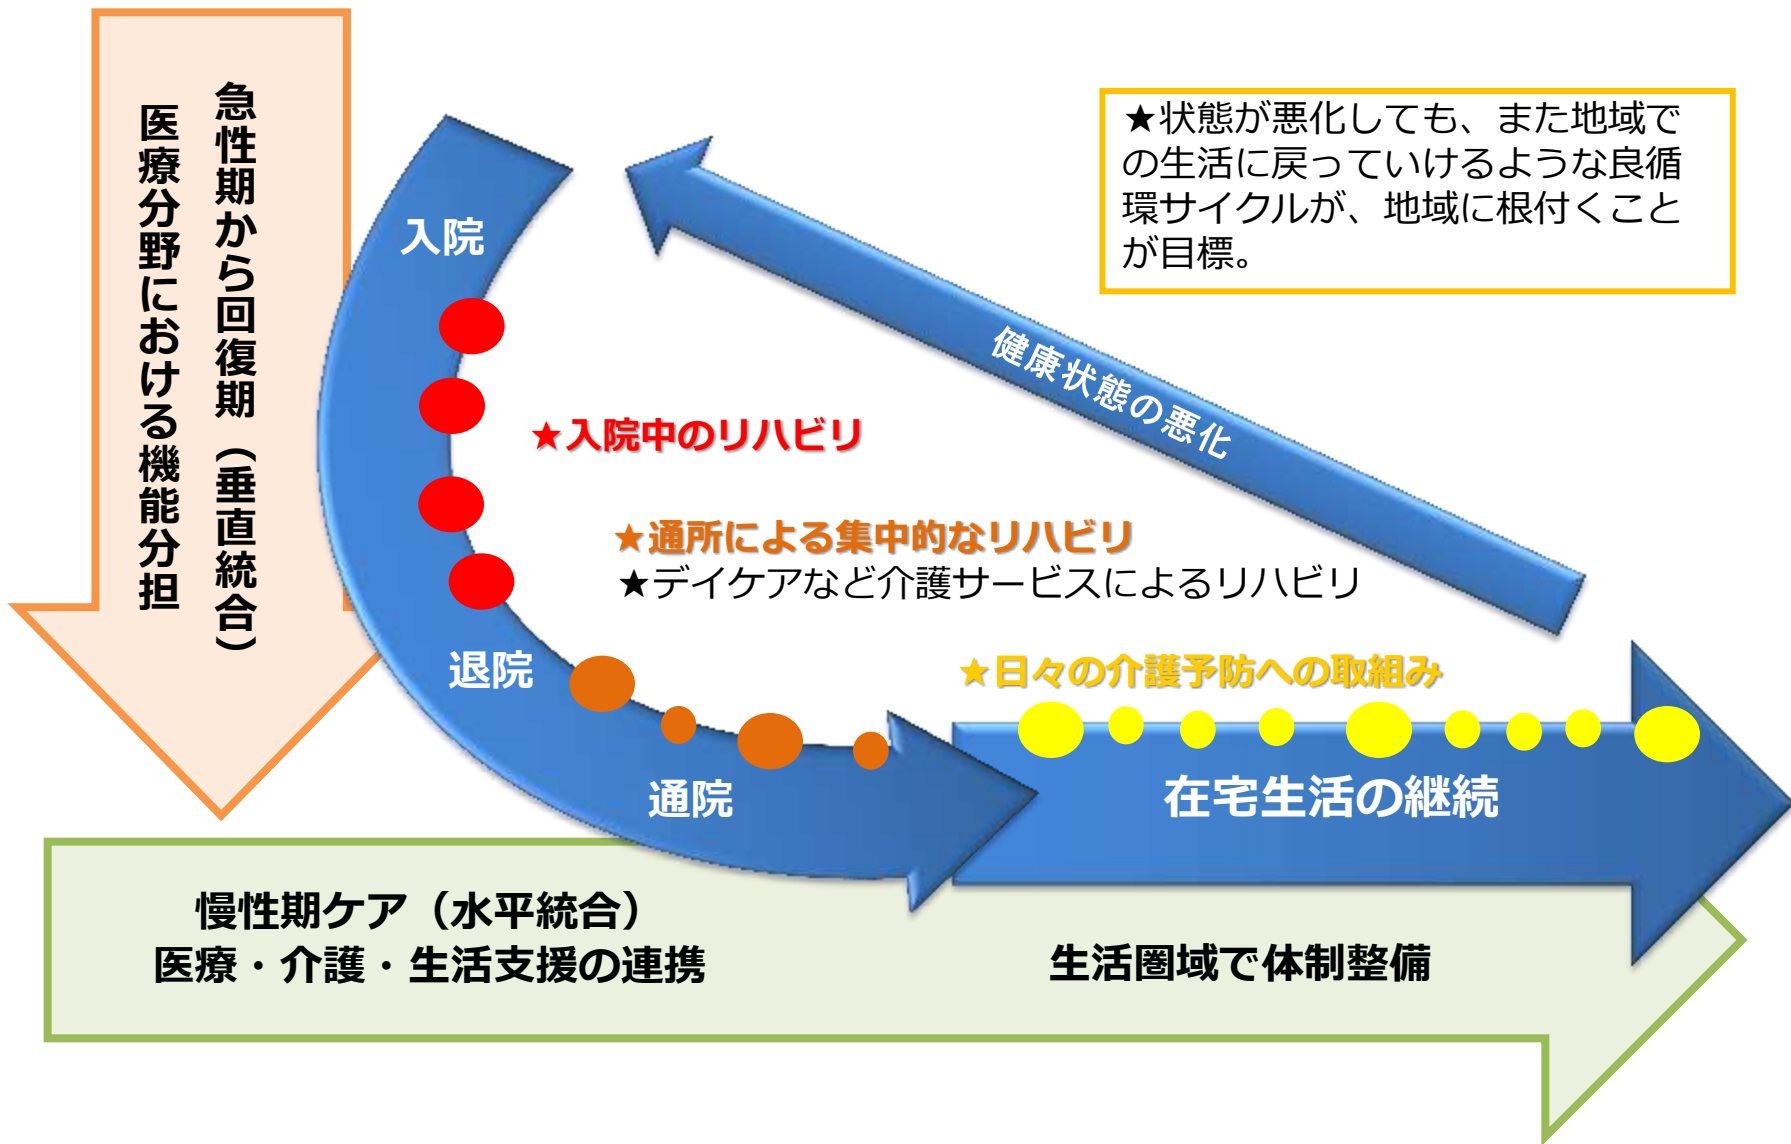 急性期から回復期（垂直統合）
医療分野における機能分担
★状態が悪化しても、また地域で
の生活に戻っていけるような良循
環サイクルが、地域に根付くこと
が目標。
入院
健康状態の悪化
★入院中のリハビリ
★通所による集中的なリハビリ
★デイケアなど介護サービスによるリハビリ
退院
★日々の介護予防への取組み
通院
在宅生活の継続
慢性期ケア（水平統合）
医療・介護・生活支援の連携
生活圏域で体制整備